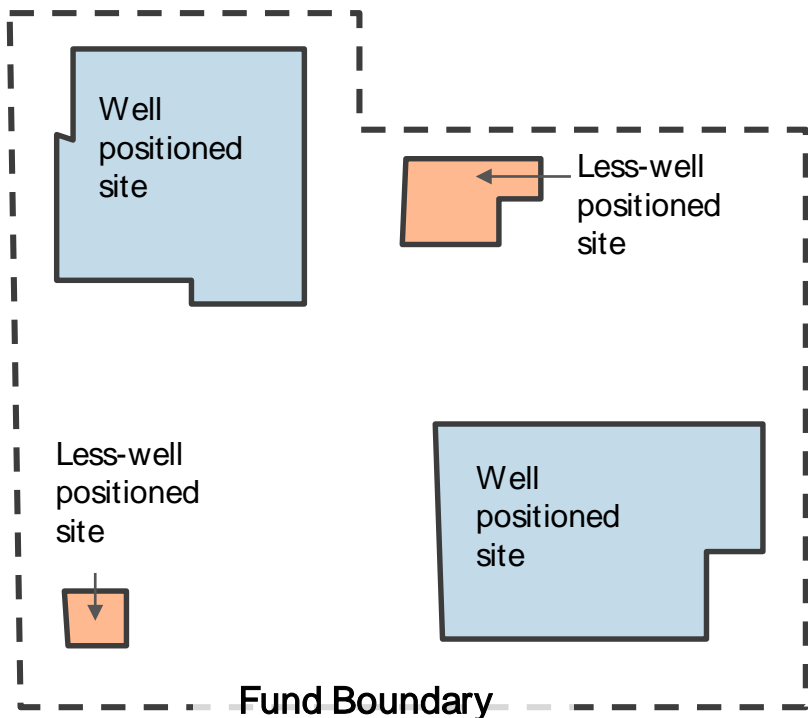 Well
positioned
site
Less-well
positioned
site
Less-well
positioned
site
Well
positioned
site
Fund Boundary